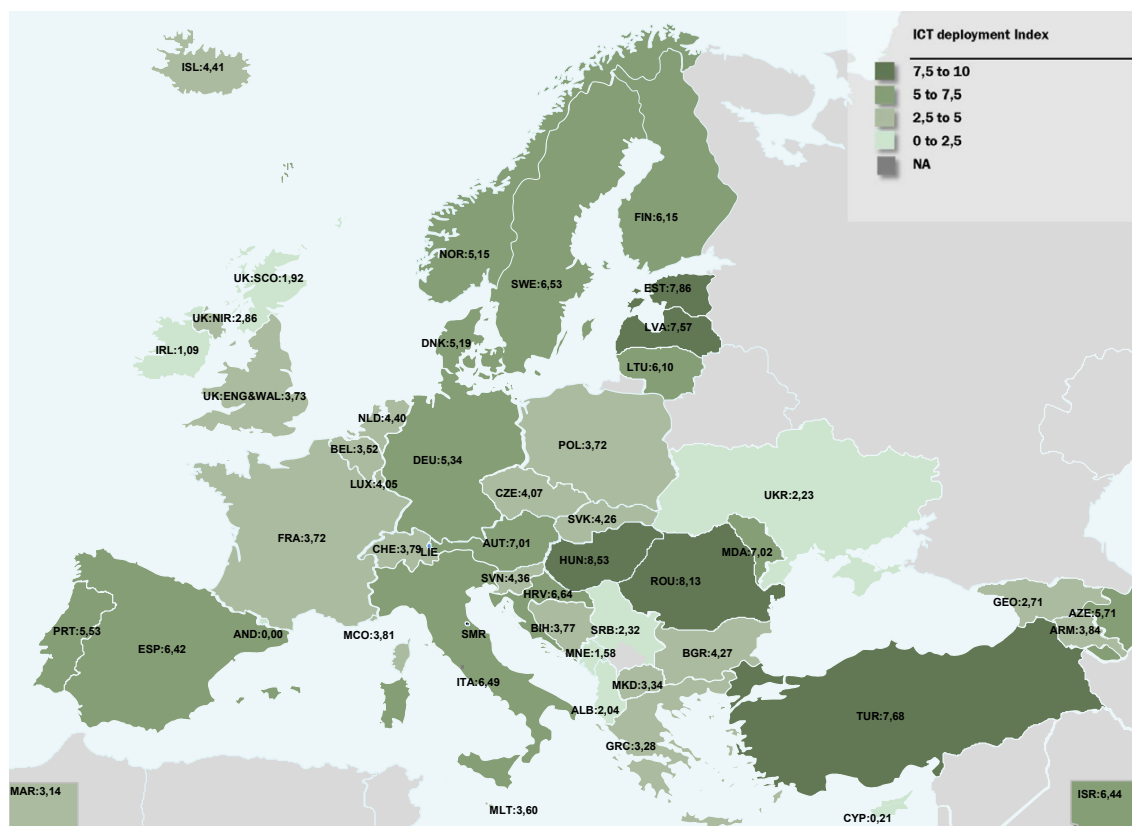 ICT deployment Index
7,5 to 10
5 to 7,5
2,5 to 5
0 to 2,5
NA
ISL:4,41
FIN:6,15
NOR:5,15
UK:SCO:1,92
SWE:6,53
EST:7,86
UK:NIR:2,86
LVA:7,57
DNK:5,19
IRL:1,09
LTU:6,10
UK:ENG&WAL:3,73
NLD:4,40
BEL:3,52
POL:3,72
DEU:5,34
LUX:4,05
CZE:4,07
UKR:2,23
SVK:4,26
FRA:3,72
CHE:3,79
LIE
AUT:7,01
HUN:8,53
MDA:7,02
SVN:4,36
ROU:8,13
HRV:6,64
GEO:2,71
AZE:5,71
PRT:5,53
ESP:6,42
AND:0,00
MCO:3,81
SMR
BIH:3,77
SRB:2,32
ARM:3,84
MNE:1,58
BGR:4,27
ITA:6,49
MKD:3,34
ALB:2,04
TUR:7,68
GRC:3,28
MAR:3,14
ISR:6,44
MLT:3,60
CYP:0,21